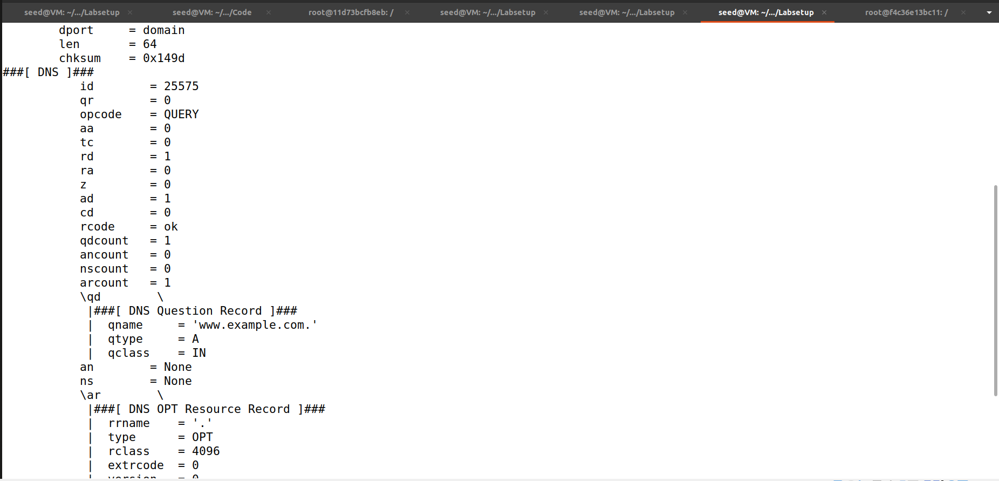 seed@VM: ~/.../Labsetup × seed@VM: ~/.../Code × root@11d73bcfb8eb: / × seed@VM: ~/.../Labsetup × seed@VM: ~/.../Labsetup × seed@VM: ~/.../Labsetup × root@f4c36e13bc11: / ×
dport = domain
len = 64
chksum = 0x149d
###[ DNS ]###
id = 25575
qr = 0
opcode = QUERY
aa = 0
tc = 0
rd = 1
ra = 0
z = 0
ad = 1
cd = 0
rcode = ok
qdcount = 1
ancount = 0
nscount = 0
arcount = 1
\qd \
|###[ DNS Question Record ]###
| qname = 'www.example.com.'
| qtype = A
| qclass = IN
an = None
ns = None
\ar \
|###[ DNS OPT Resource Record ]###
| rrname = '.'
| type = OPT
| rclass = 4096
| extrcode = 0
| version = 0